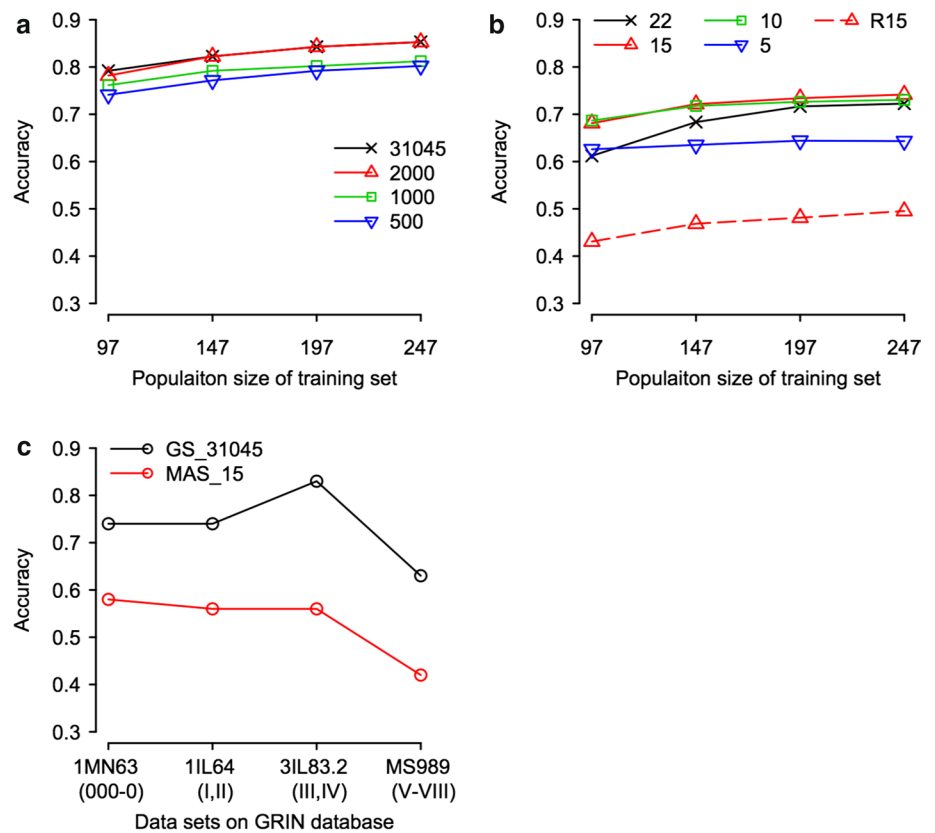 a
0.9
0.8
0.7
0.6
0.5
0.4
0.3
Accuracy
31045
2000
1000
500
97 147 197 247
Populaiton size of training set
b
22 10 R15
15 5
0.9
0.8
0.7
0.6
0.5
0.4
0.3
Accuracy
97 147 197 247
Populaiton size of training set
c
GS_31045
MAS_15
0.9
0.8
0.7
0.6
0.5
0.4
0.3
Accuracy
1MN63 1IL64 3IL83.2 MS989
(000-0) (I,II) (III,IV) (V-VIII)
Data sets on GRIN database